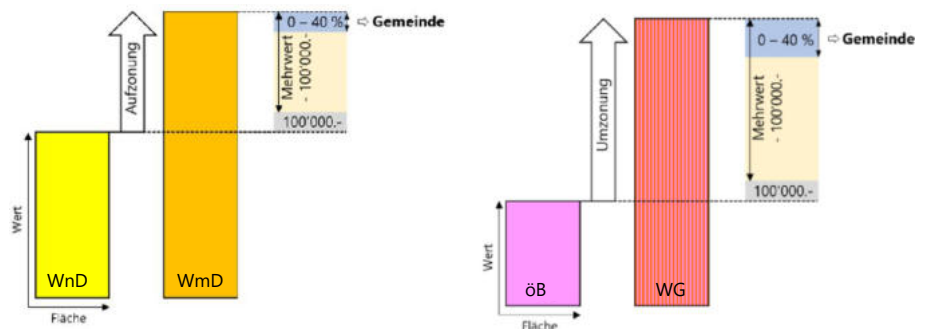 Wert
Fläche
WnD
Aufzonung
WmD
Mehrwert
- 100'000.-
0 – 40 %
⇨ Gemeinde
100'000.-
Wert
Fläche
öB
Umzonung
WG
Mehrwert
- 100'000.-
0 – 40 %
⇨ Gemeinde
100'000.-